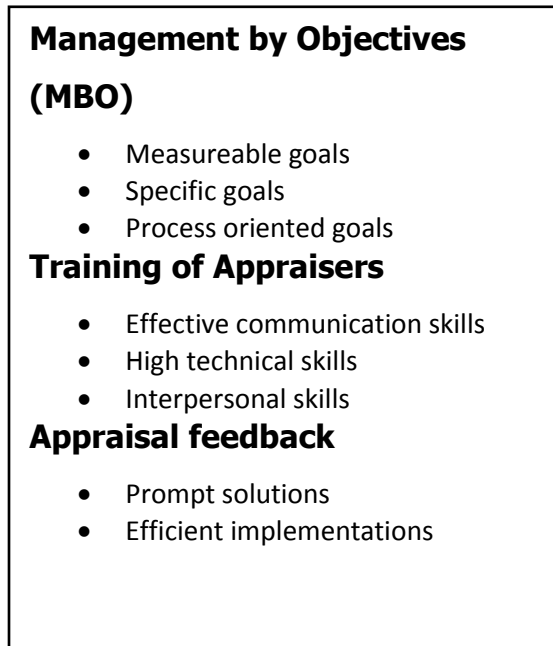 Management by Objectives
(MBO)
• Measureable goals
• Specific goals
• Process oriented goals
Training of Appraisers
• Effective communication skills
• High technical skills
• Interpersonal skills
Appraisal feedback
• Prompt solutions
• Efficient implementations